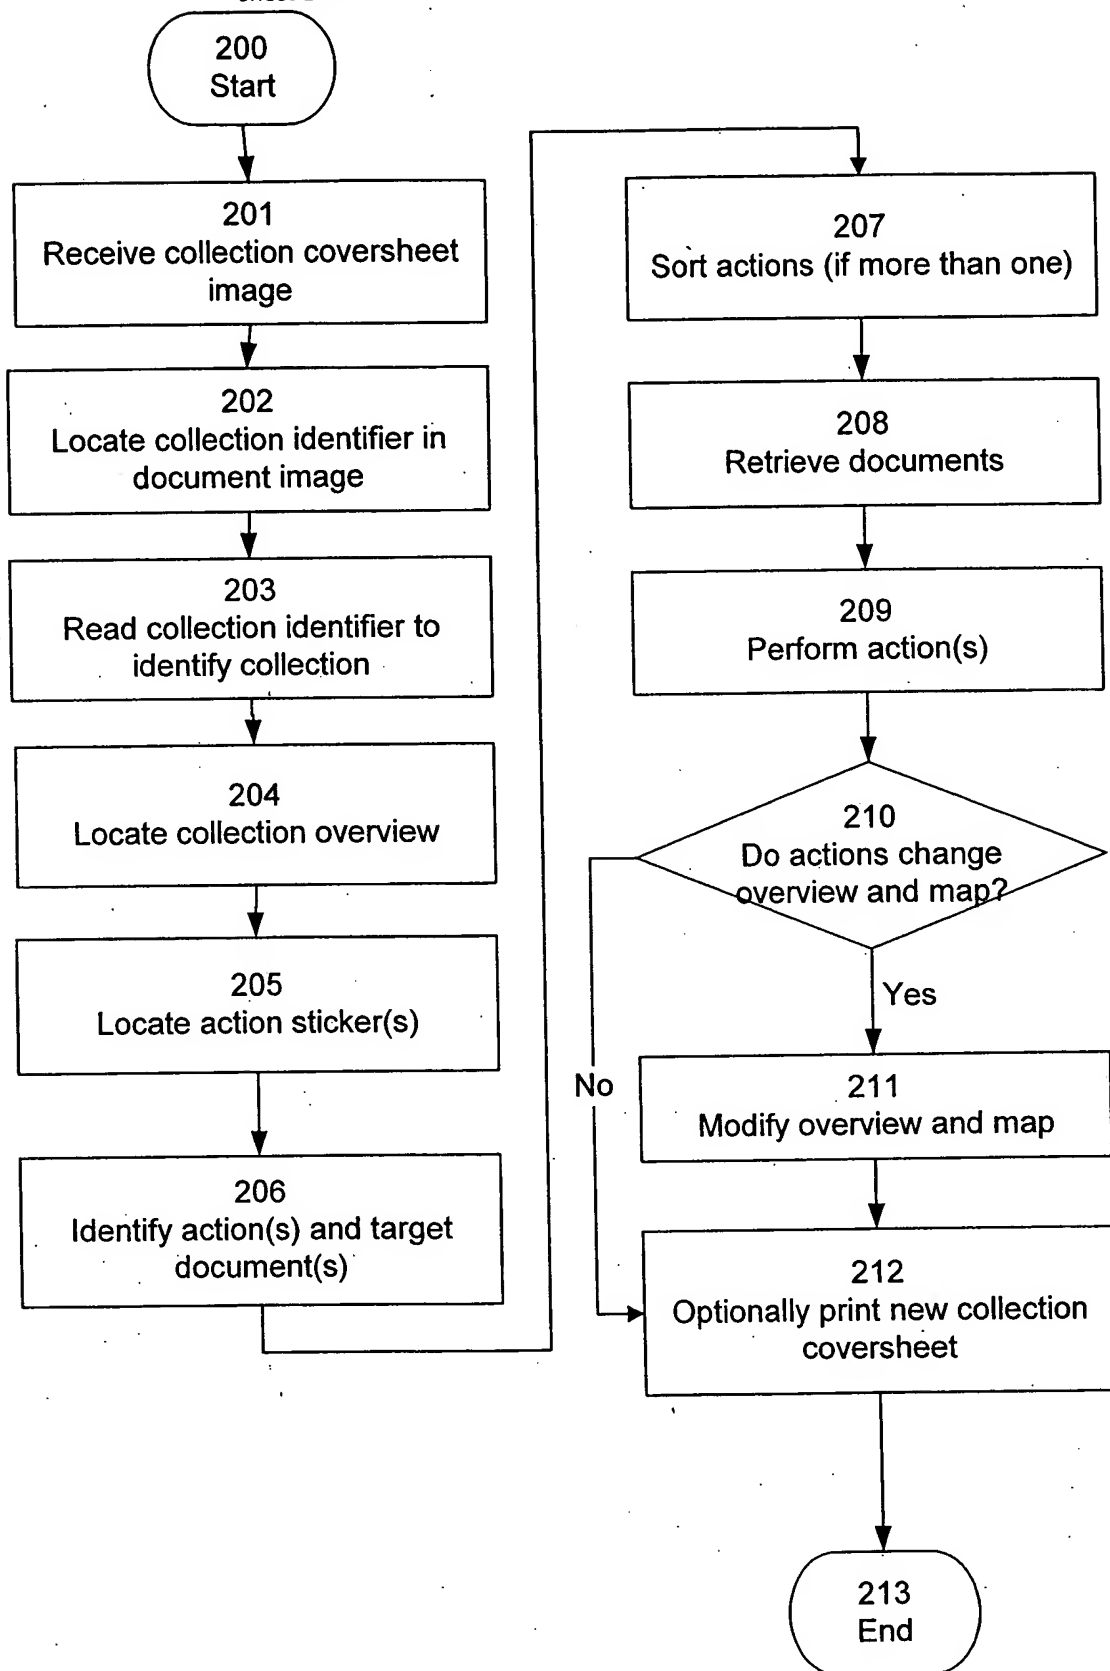 200
Start
201
Receive collection coversheet
image
202
Locate collection identifier in
document image
203
Read collection identifier to
identify collection
204
Locate collection overview
205
Locate action sticker(s)
206
Identify action(s) and target
document(s)
207
Sort actions (if more than one)
208
Retrieve documents
209
Perform action(s)
210
Do actions change
overview and map?
Yes
No
211
Modify overview and map
212
Optionally print new collection
coversheet
213
End